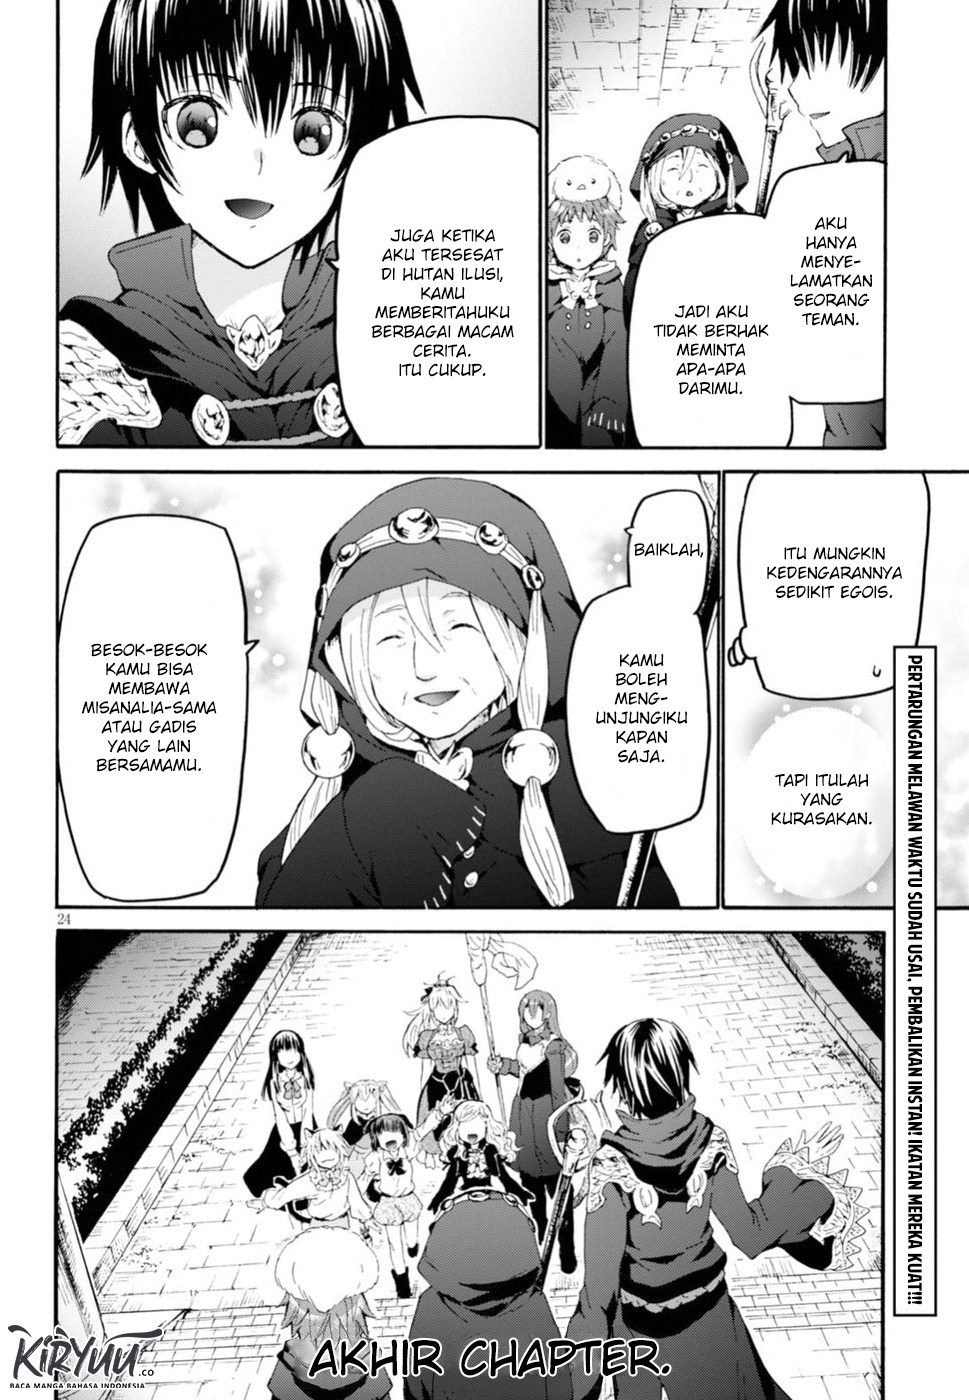 AKU
HANYA
MENYE-
LAMATKAN
SEORANG
TEMAN.
JADI AKU
TIDAK BERHAK
MEMINTA
APA-APA
DARIMU.
JUGA KETIKA
AKU TERSESAT
DI HUTAN ILUSI,
KAMU
MEMBERITAHUKU
BERBAGAI MACAM
CERITA.
ITU CUKUP.
ITU MUNGKIN
KEDENGARANNYA
SEDIKIT EGOIS.
TAPI ITULAH
YANG
KURASAKAN.
BAIKLAH,
KAMU
BOLEH
MENG-
UNJUNGIKU
KAPAN
SAJA.
BESOK-BESOK
KAMU BISA
MEMBAWA
MISANALIA-SAMA
ATAU GADIS
YANG LAIN
BERSAMAMU.
PERTARUNGAN MELAWAN WAKTU SUDAH USAI, PEMBALIKAN INSTAN! IKATAN MEREKA KUAT!!!
24
AKHIR CHAPTER.
KIRYUU.CO
BACA MANGA BAHASA INDONESIA